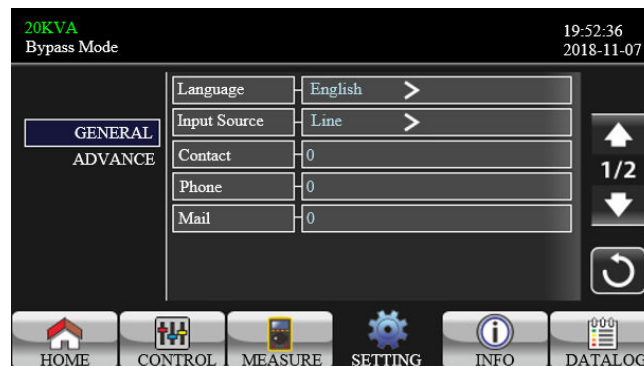 20KVA
Bypass Mode
19:52:36
2018-11-07
GENERAL
ADVANCE
Language English >
Input Source Line >
Contact 0
Phone 0
Mail 0
1/2
HOME CONTROL MEASURE SETTING INFO DATALOG